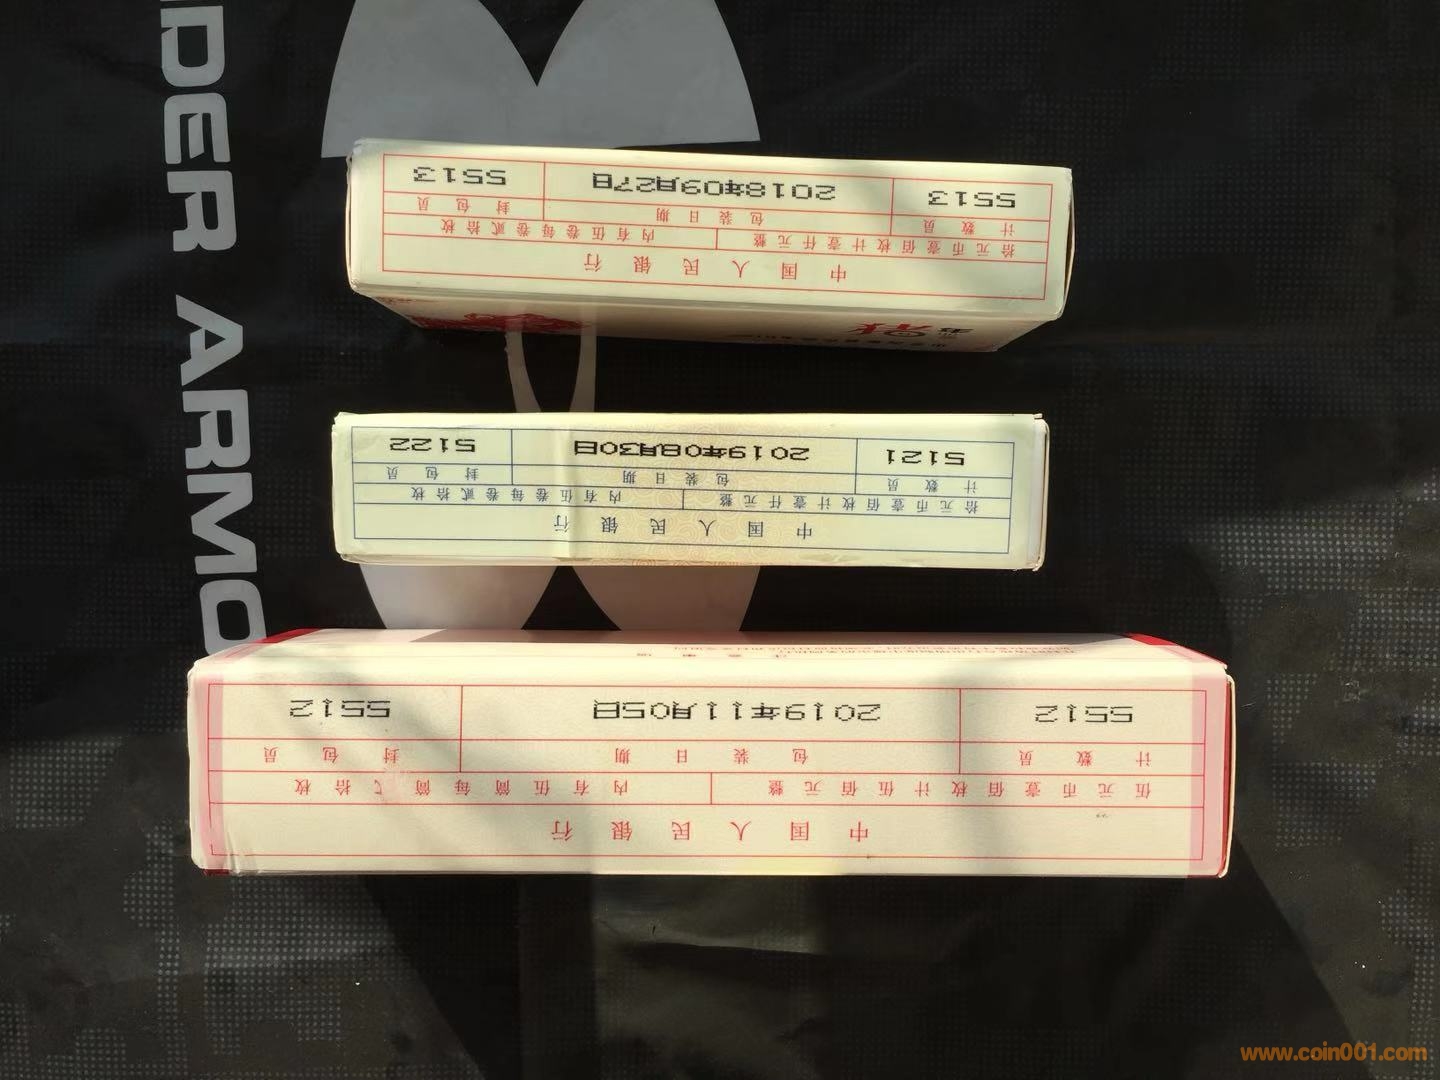 DER ARMO
中国人民银行
拾元币壹佰枚计壹仟元整 内有伍卷每卷贰拾枚
计数员 包装日期 封包员
5513 2018年09月27日 5513
中国人民银行
拾元币壹佰枚计壹仟元整 内有伍卷每卷贰拾枚
计数员 包装日期 封包员
5121 2019年08月30日 5122
中国人民银行
伍元币壹佰枚计伍佰元整 内有伍筒每筒贰拾枚
计数员 包装日期 封包员
5512 2019年11月05日 5512
www.coin001.com